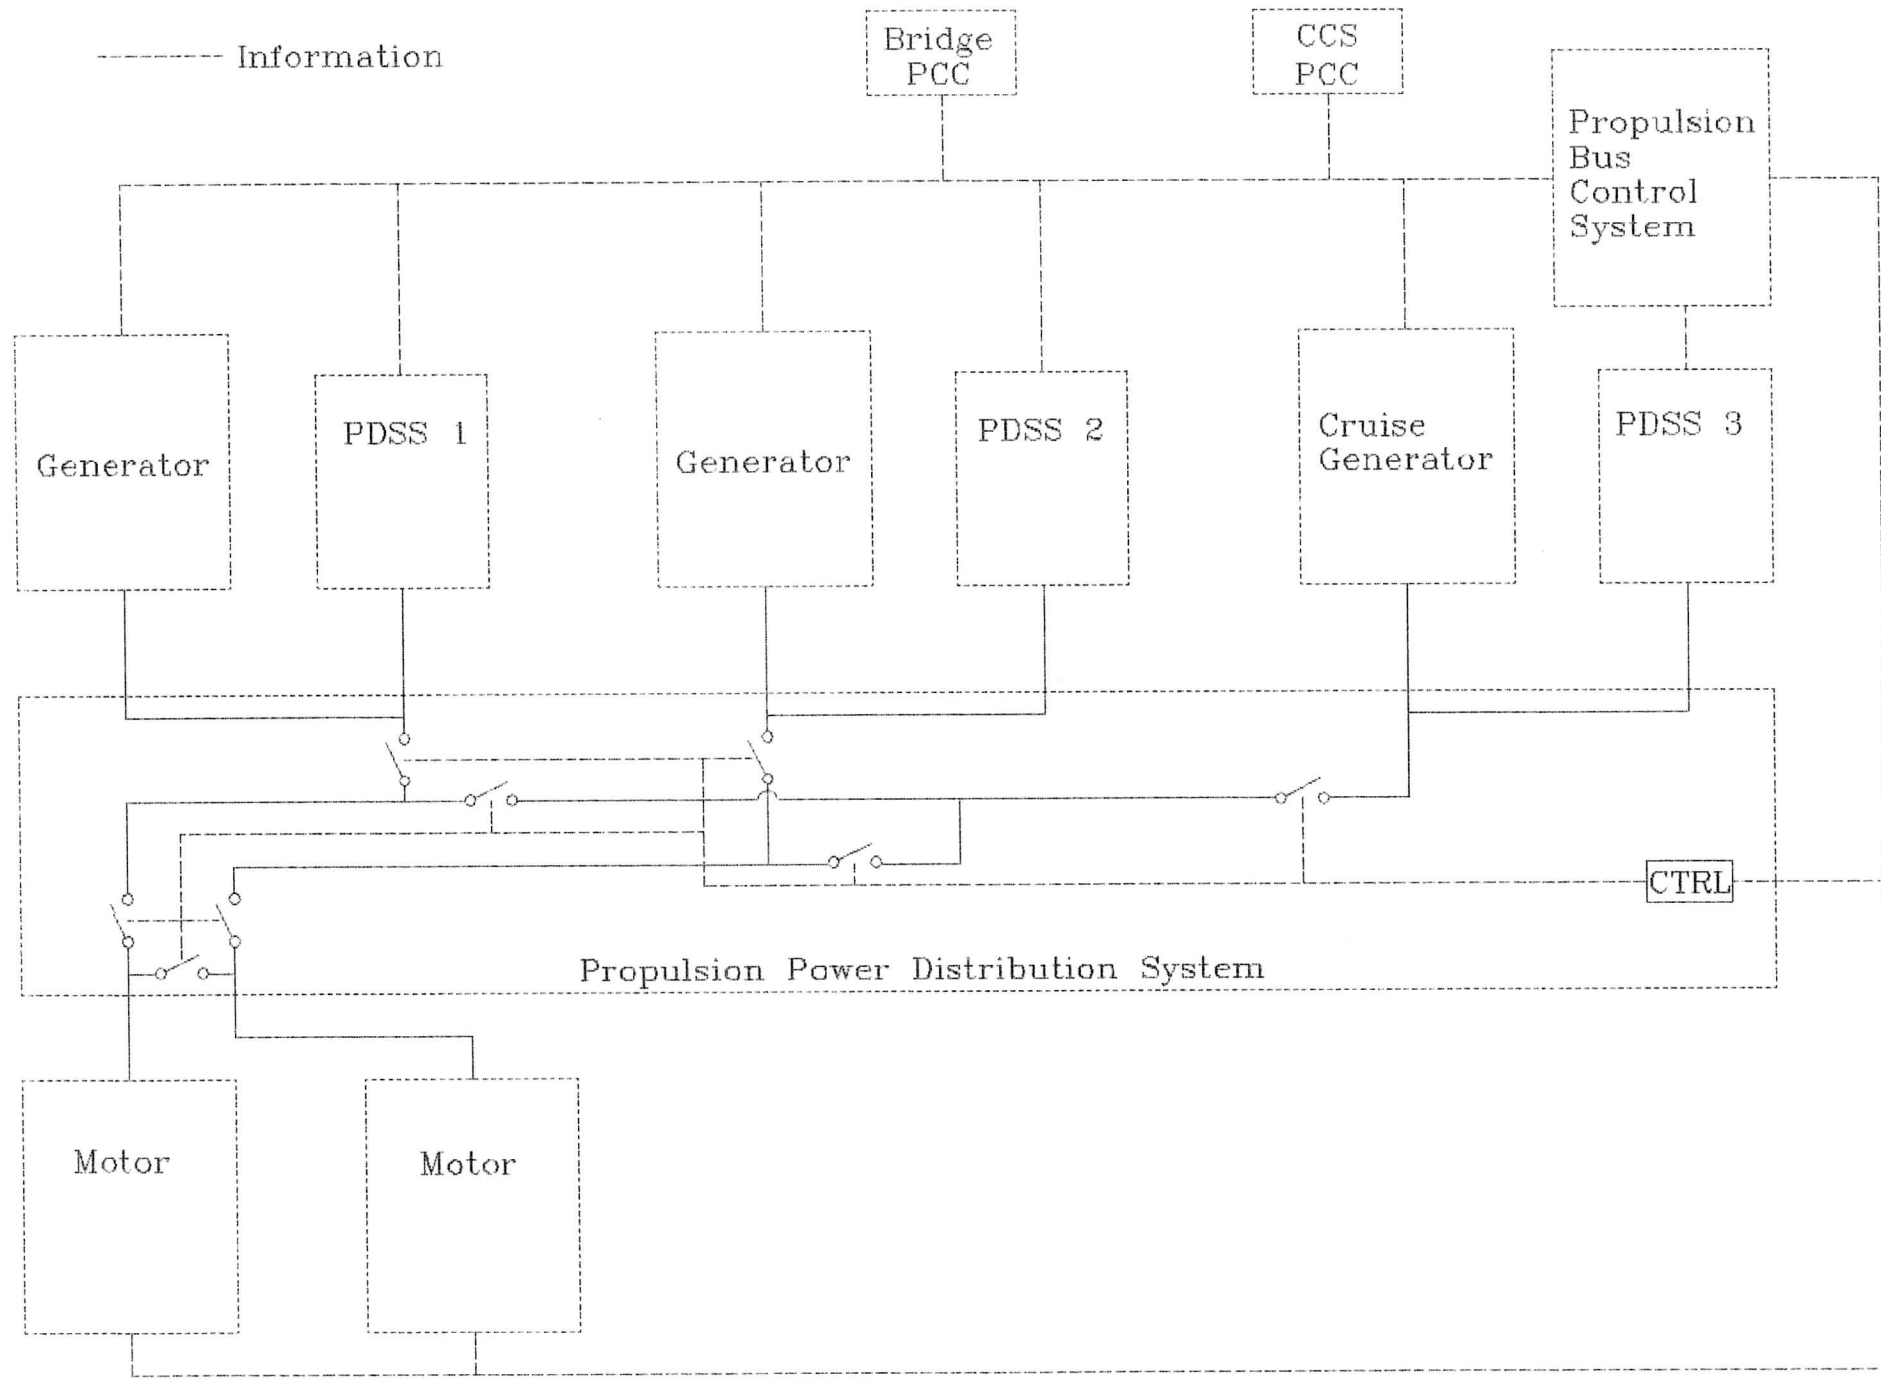 Information
Bridge
PCC
CCS
PCC
Propulsion
Bus
Control
System
Generator
PDSS 1
Generator
PDSS 2
Cruise
Generator
PDSS 3
CTRL
Propulsion Power Distribution System
Motor
Motor